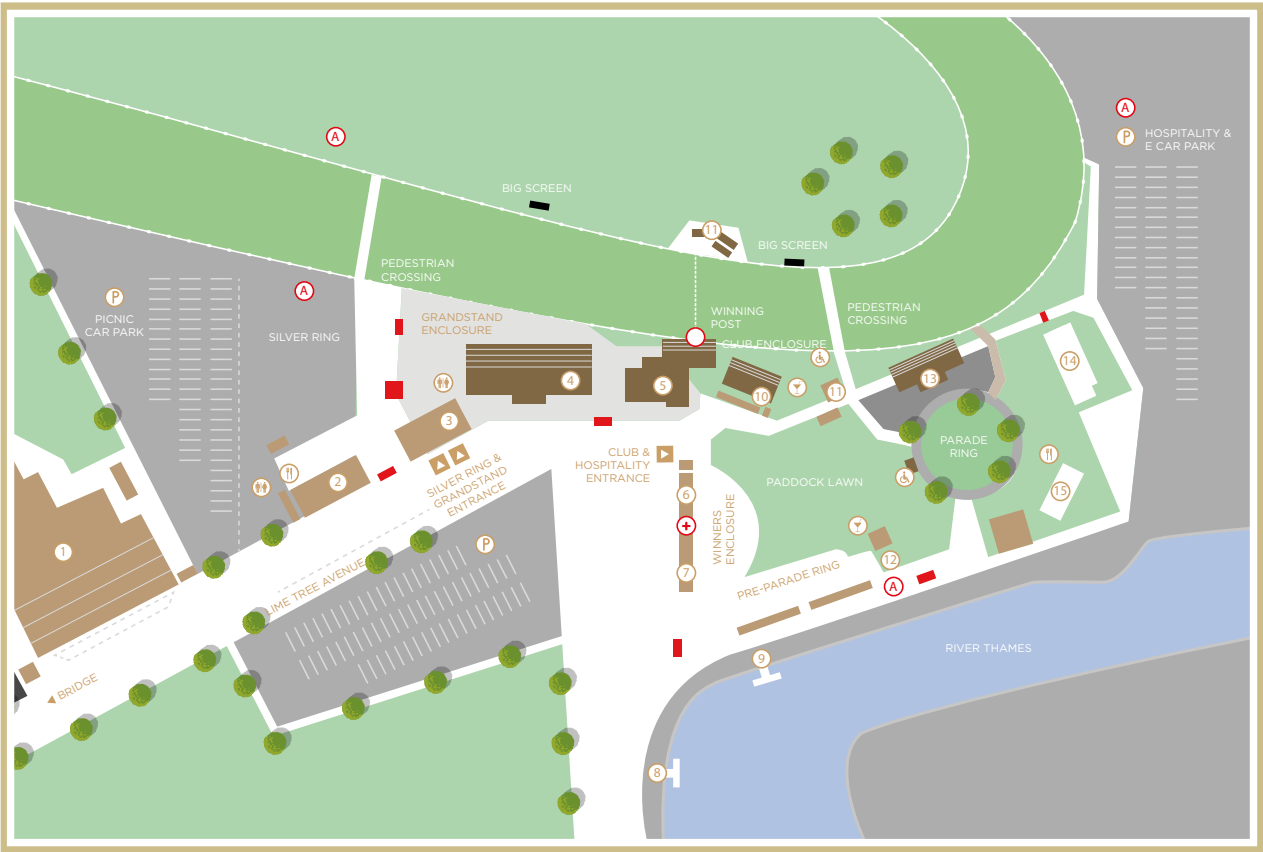 A
A
P HOSPITALITY &
E CAR PARK
BIG SCREEN
11
BIG SCREEN
PEDESTRIAN
CROSSING
A
P
PICNIC
CAR PARK
SILVER RING
GRANDSTAND
ENCLOSURE
WINNING
POST
PEDESTRIAN
CROSSING
CLUB ENCLOSURE
4
5
10
11
13
14
3
PARADE
RING
CLUB &
HOSPITALITY
ENTRANCE
SILVER RING &
GRANDSTAND
ENTRANCE
2
6
PADDOCK LAWN
15
WINNERS
ENCLOSURE
1
P
7
12
A
LIME TREE AVENUE
PRE-PARADE RING
RIVER THAMES
9
BRIDGE
8